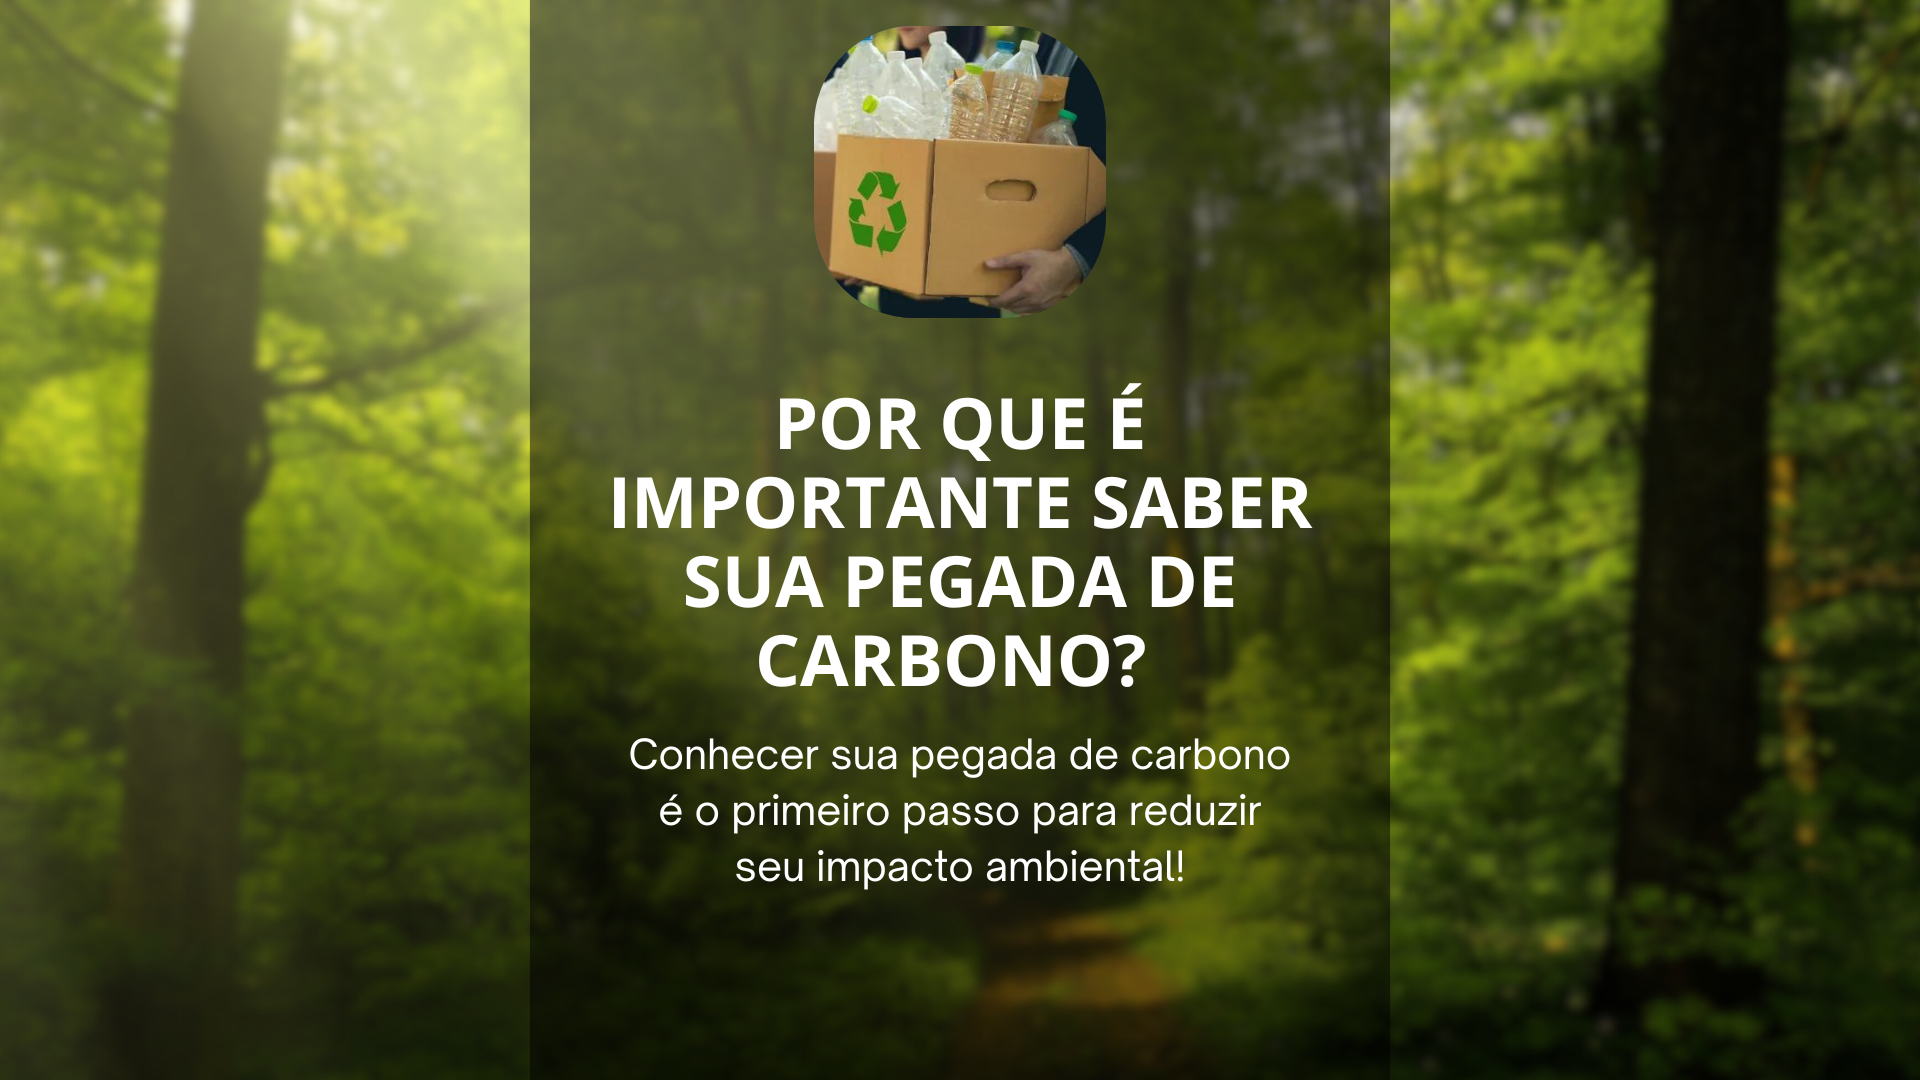 POR QUE É
IMPORTANTE SABER
SUA PEGADA DE
CARBONO?
Conhecer sua pegada de carbono
é o primeiro passo para reduzir
seu impacto ambiental!